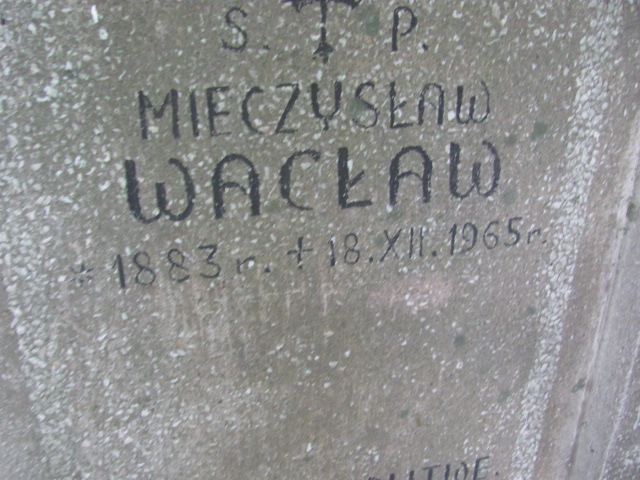 S. P.
MIECZYSŁAW
WACŁAW
* 1883 r. + 18.XII.1965 r.